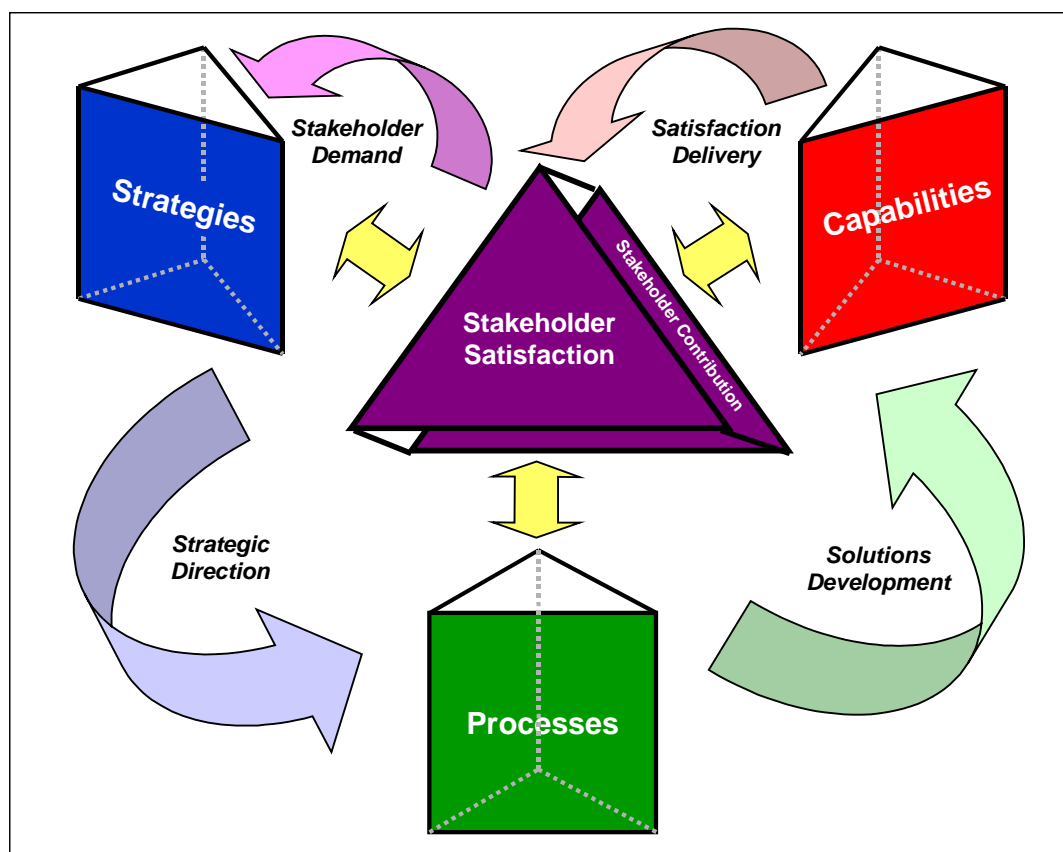 Stakeholder
Demand
Satisfaction
Delivery
Strategies
Capabilities
Stakeholder
Satisfaction
Stakeholder Contribution
Strategic
Direction
Solutions
Development
Processes